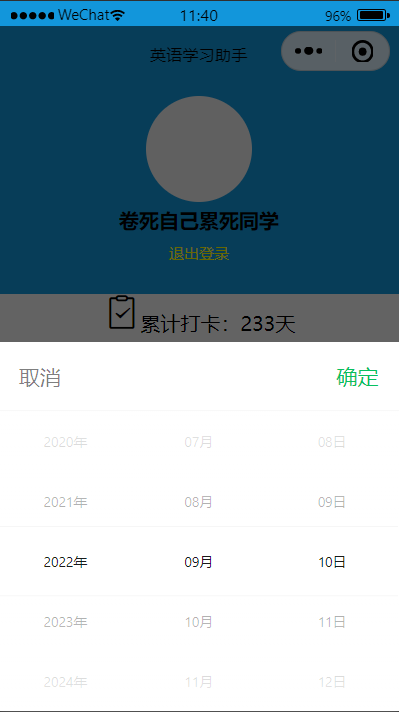 WeChat 11:40 96%
英语学习助手
卷死自己累死同学
退出登录
累计打卡：233天
取消 确定
2020年 07月 08日
2021年 08月 09日
2022年 09月 10日
2023年 10月 11日
2024年 11月 12日